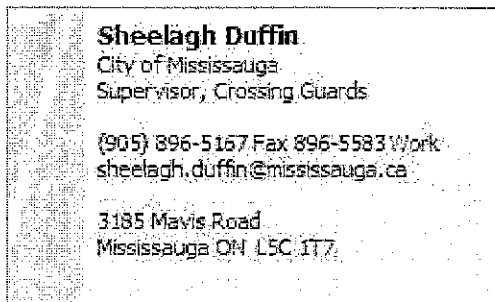 Sheelagh Duffin
City of Mississauga
Supervisor, Crossing Guards
(905) 896-5167 Fax 896-5583 Work
sheelagh.duffin@mississauga.ca
3185 Mavis Road
Mississauga ON L5C 1T7